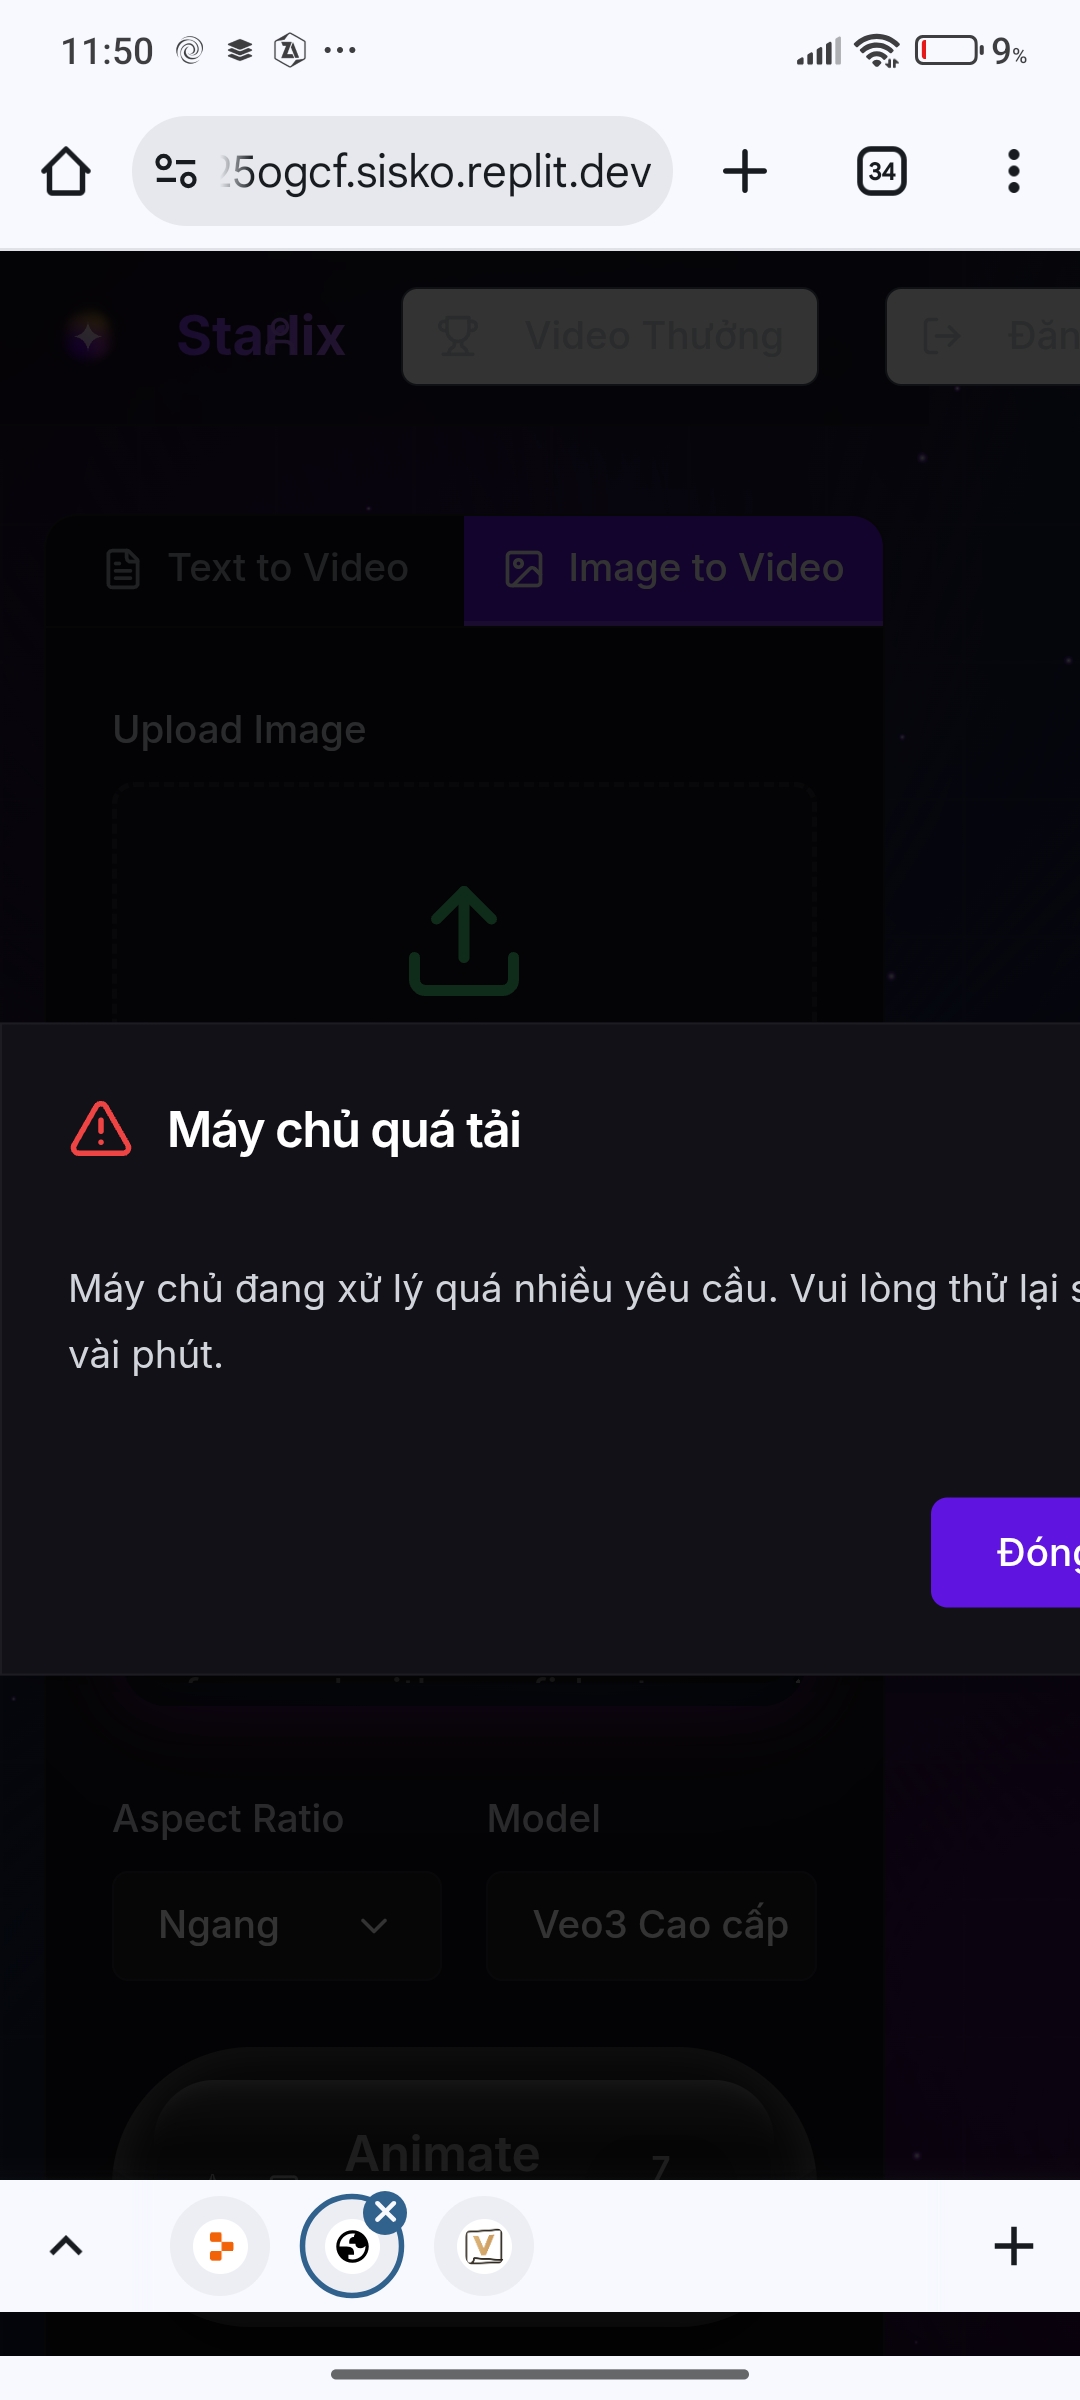 11:50
9%
25ogcf.sisko.replit.dev
34
Starlix
Video Thưởng
Đăn
Text to Video
Image to Video
Upload Image
Máy chủ quá tải
Máy chủ đang xử lý quá nhiều yêu cầu. Vui lòng thử lại s
vài phút.
Đóng
Aspect Ratio
Model
Ngang
Veo3 Cao cấp
Animate
7